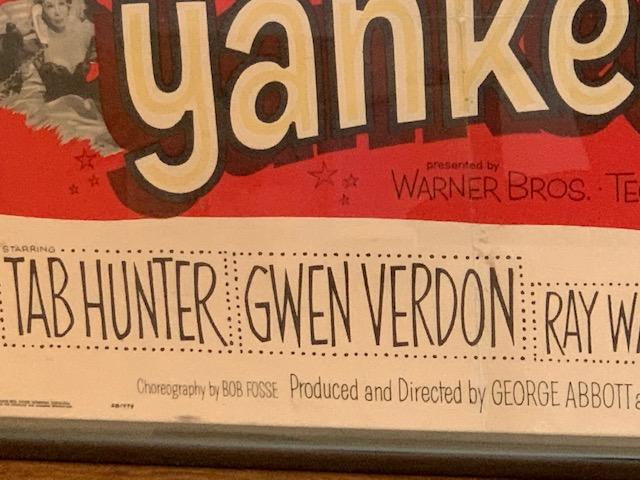 yanke
presented by
WARNER BROS. · TE
STARRING
TAB HUNTER GWEN VERDON RAY W
Choreography by BOB FOSSE Produced and Directed by GEORGE ABBOTT &